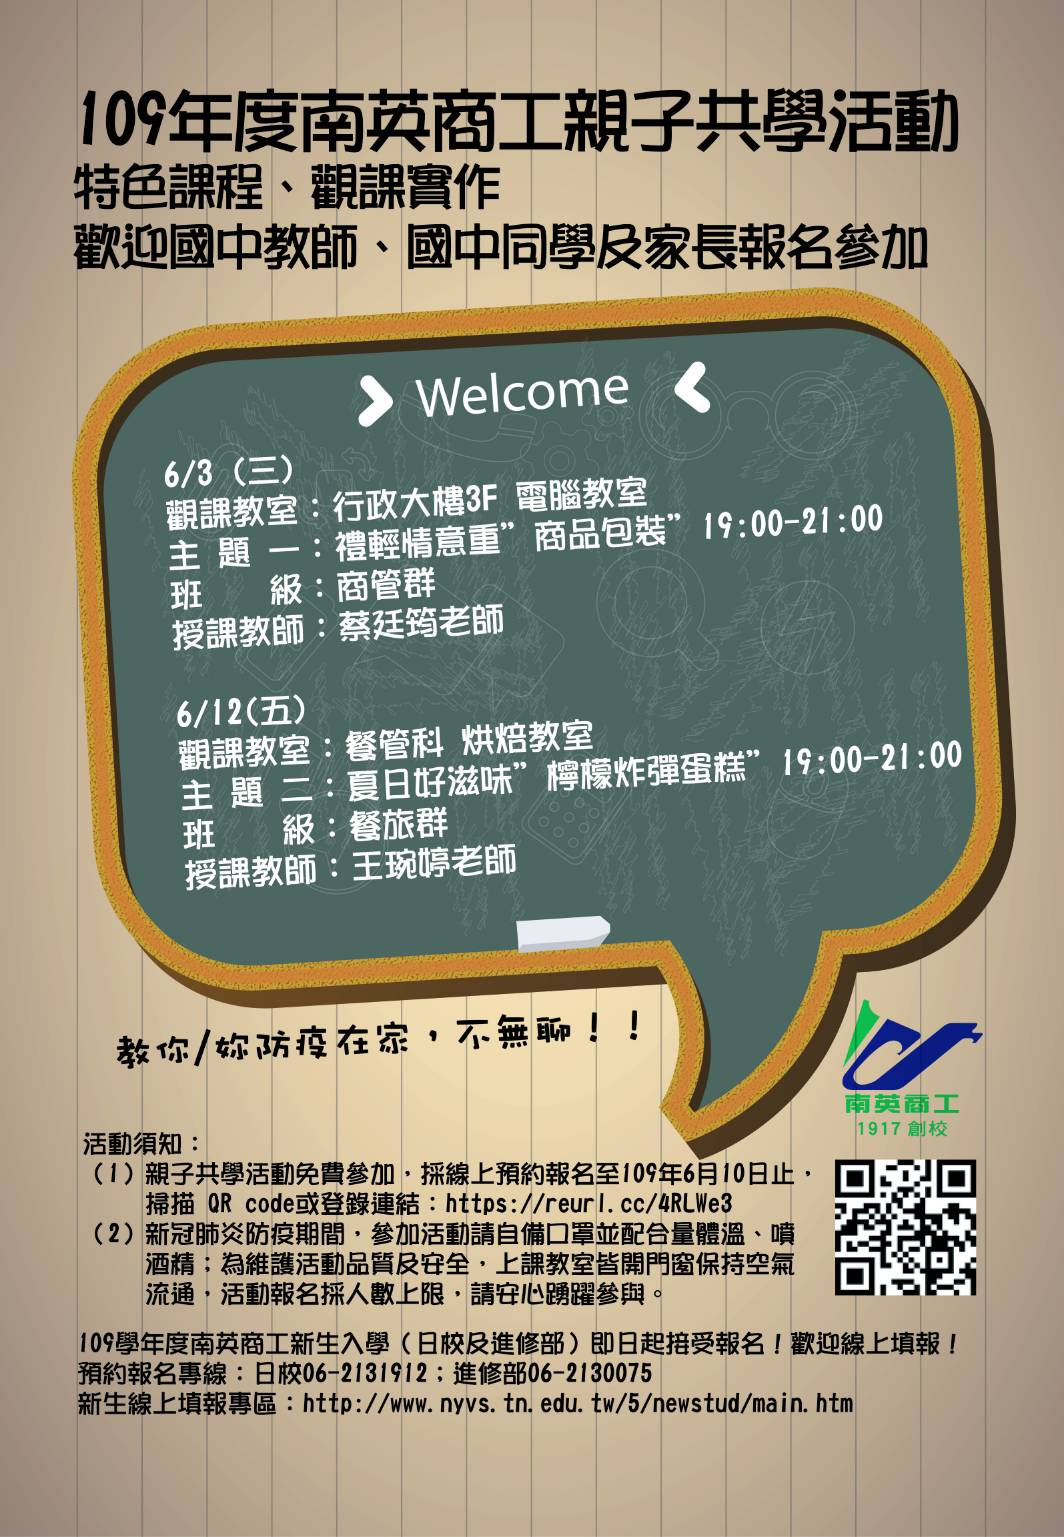 109年度南英商工親子共學活動
特色課程、觀課實作
歡迎國中教師、國中同學及家長報名參加
Welcome
6/3（三）
觀課教室：行政大樓3F 電腦教室
主 題 一：禮輕情意重”商品包裝”19:00-21:00
班　　級：商管群
授課教師：蔡廷筠老師
6/12(五)
觀課教室：餐管科 烘焙教室
主 題 二：夏日好滋味”檸檬炸彈蛋糕”19:00-21:00
班　　級：餐旅群
授課教師：王琬婷老師
教你/妳防疫在家，不無聊！！
南英商工
1917 創校
活動須知：
（1）親子共學活動免費參加，採線上預約報名至109年6月10日止，
掃描 QR code或登錄連結：https://reurl.cc/4RLWe3
（2）新冠肺炎防疫期間，參加活動請自備口罩並配合量體溫、噴
酒精；為維護活動品質及安全，上課教室皆開門窗保持空氣
流通，活動報名採人數上限，請安心踴躍參與。
109學年度南英商工新生入學（日校及進修部）即日起接受報名！歡迎線上填報！
預約報名專線：日校06-2131912；進修部06-2130075
新生線上填報專區：http://www.nyvs.tn.edu.tw/5/newstud/main.htm